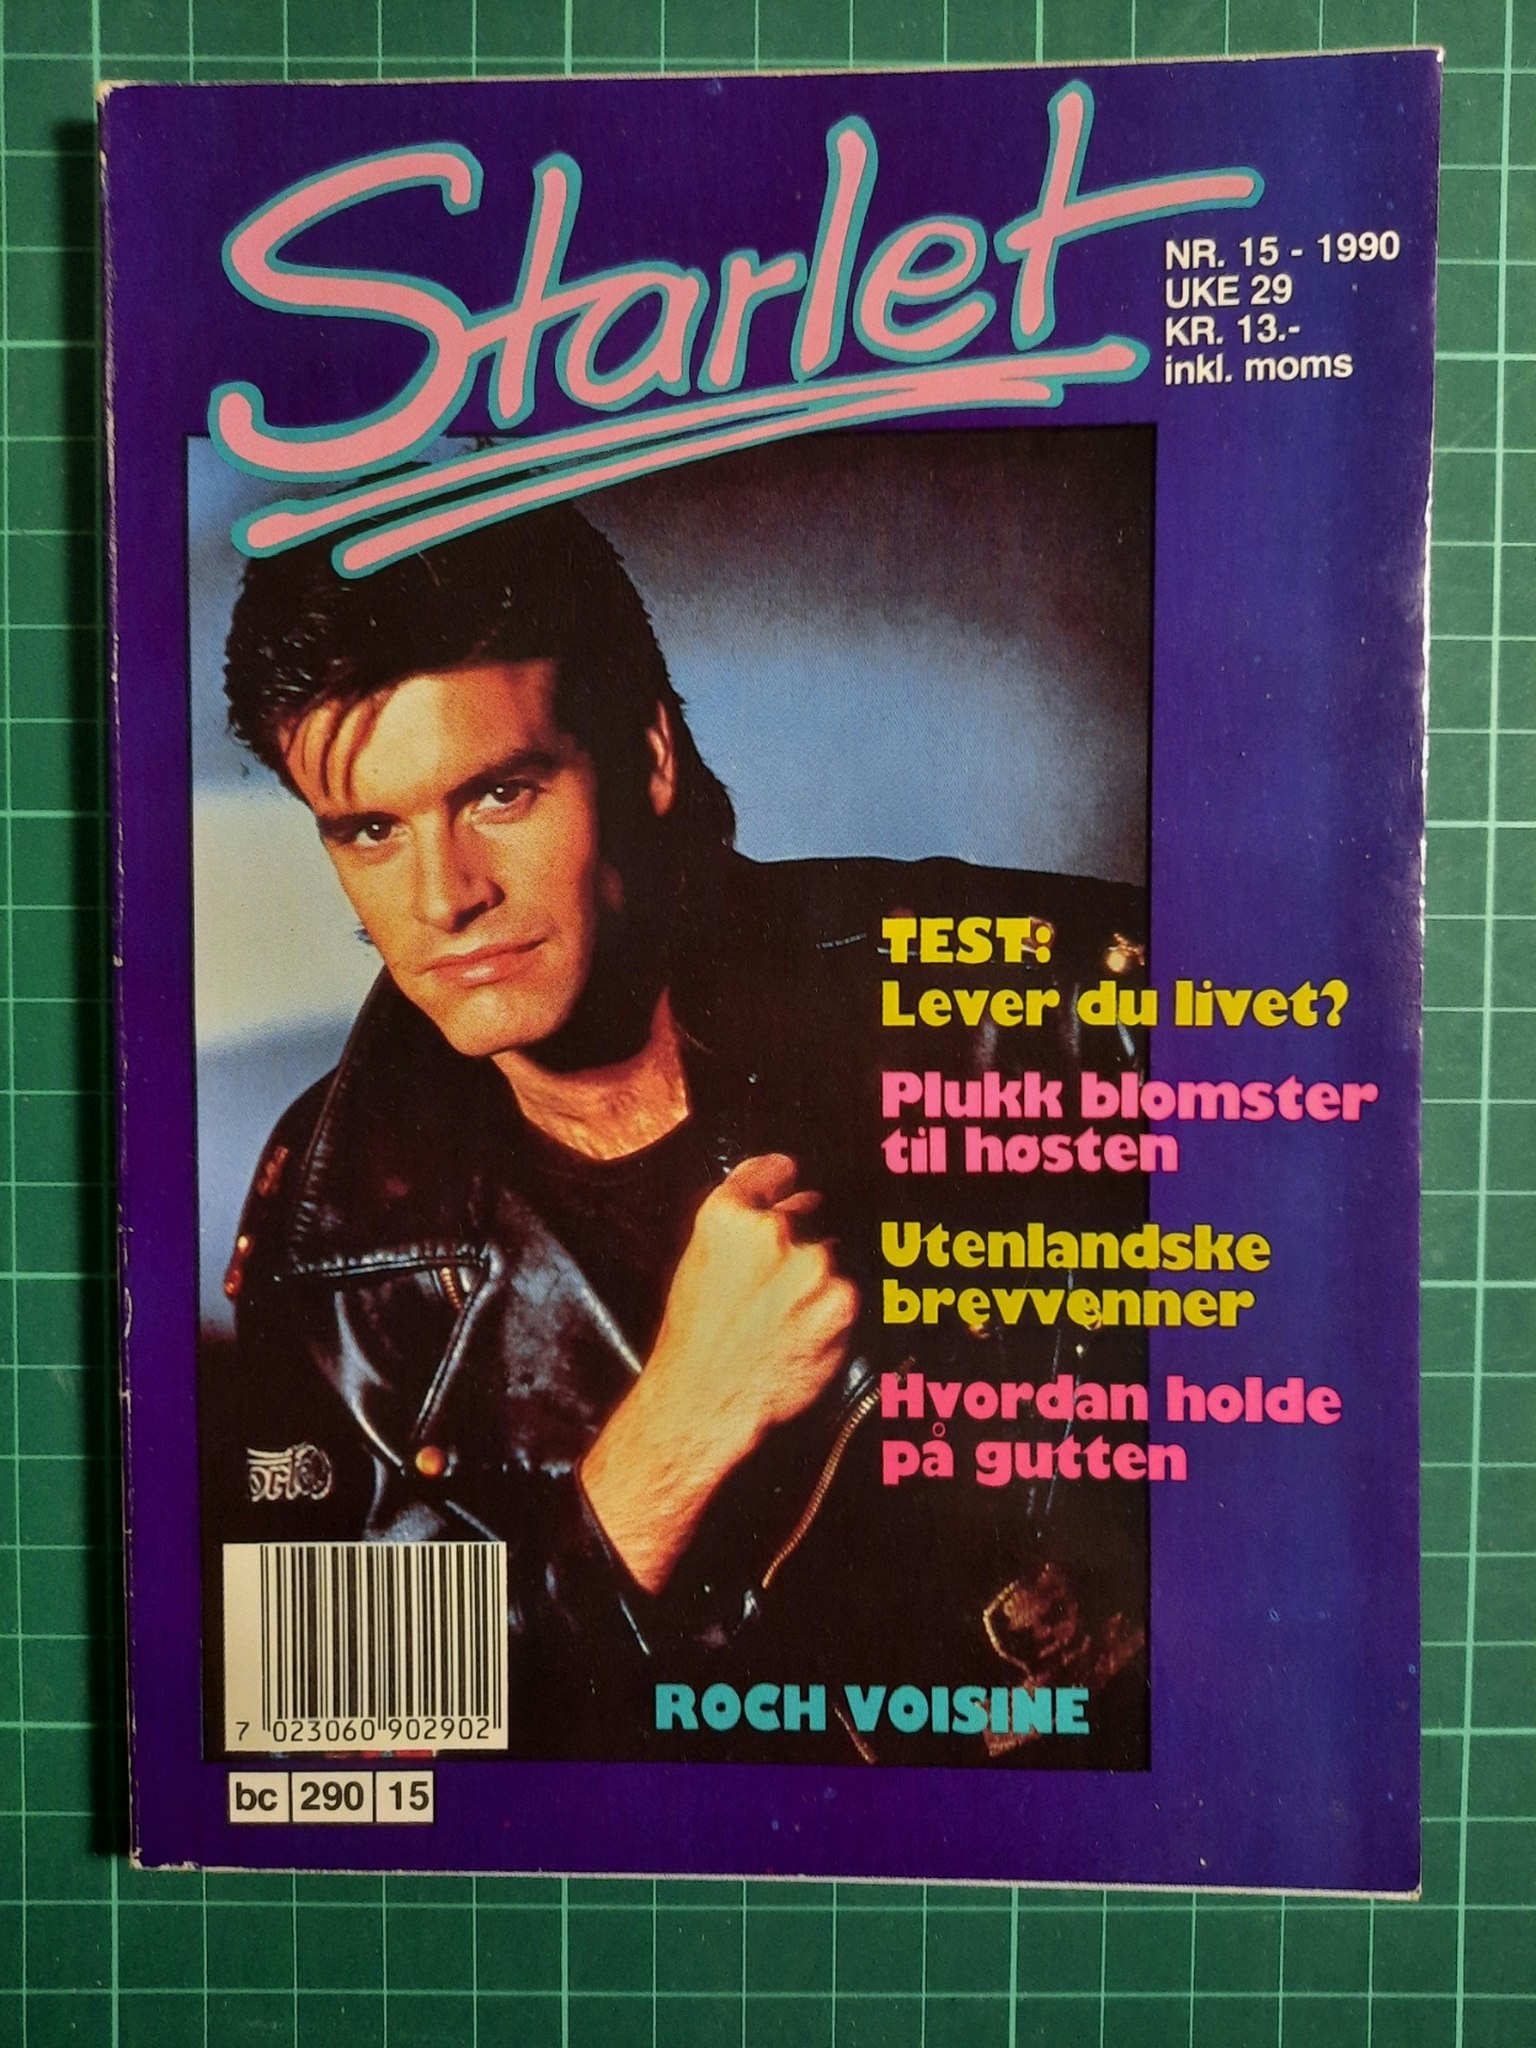 Starlet
NR. 15 - 1990
UKE 29
KR. 13.-
inkl. moms
TEST:
Lever du livet?
Plukk blomster
til høsten
Utenlandske
brevvenner
Hvordan holde
på gutten
ROCH VOISINE
7 023060 902902
bc 290 15